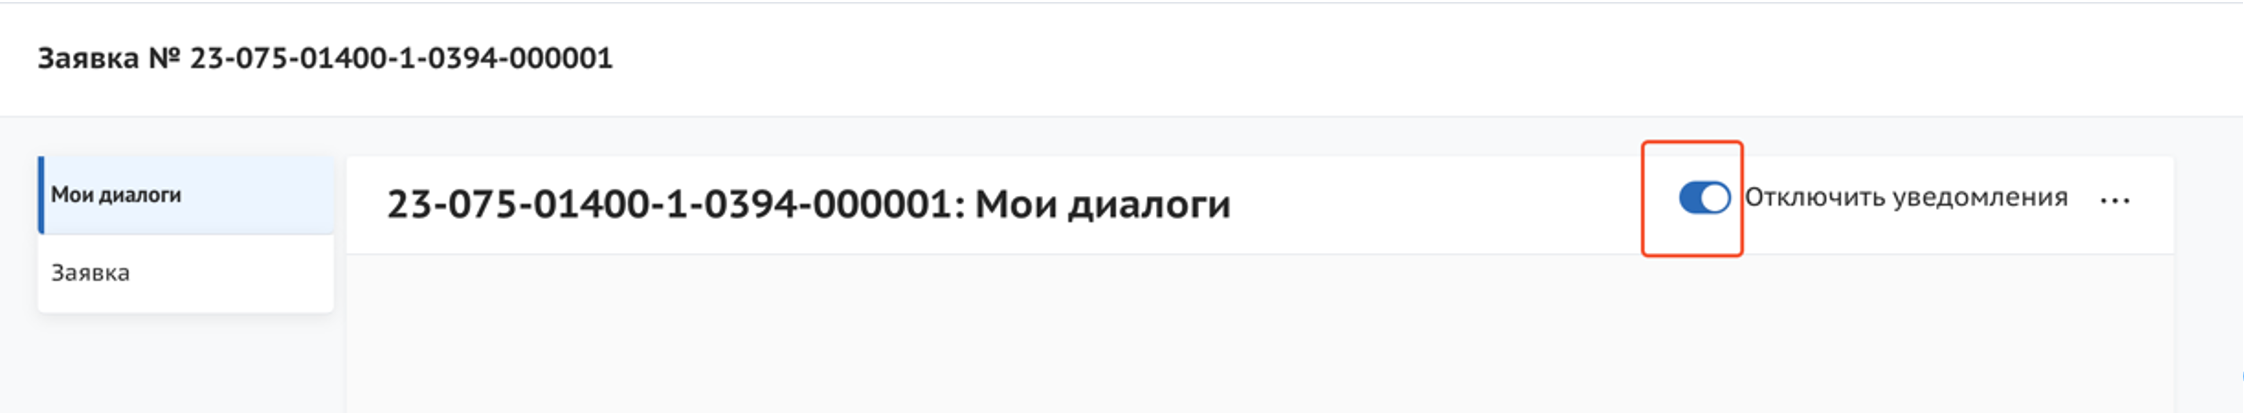 Заявка № 23-075-01400-1-0394-000001
Мои диалоги
Заявка
23-075-01400-1-0394-000001: Мои диалоги
Отключить уведомления ...